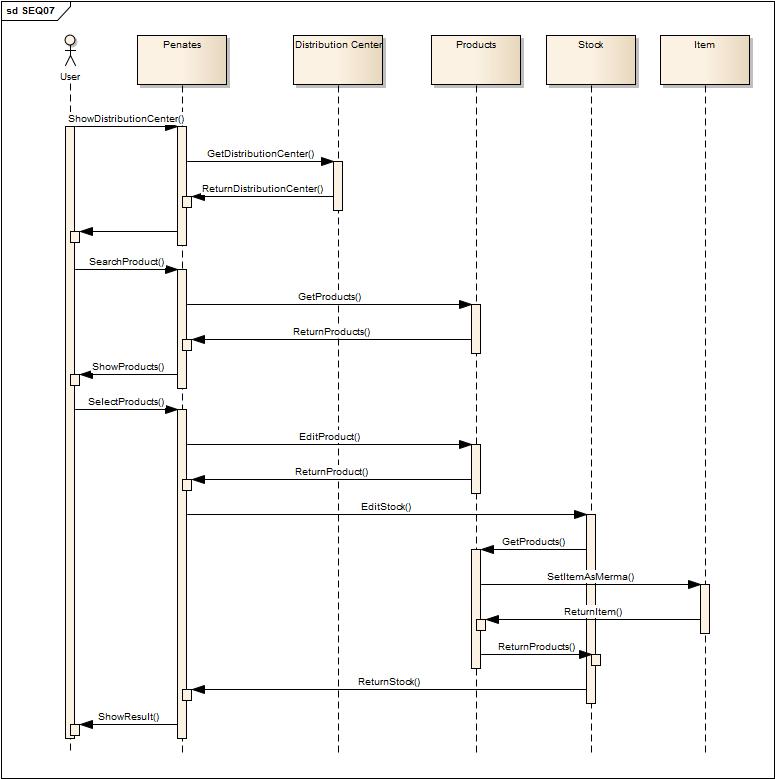 sd SEQ07
User
Penates
Distribution Center
Products
Stock
Item
ShowDistributionCenter()
GetDistributionCenter()
ReturnDistributionCenter()
SearchProduct()
GetProducts()
ReturnProducts()
ShowProducts()
SelectProducts()
EditProduct()
ReturnProduct()
EditStock()
GetProducts()
SetItemAsMerma()
ReturnItem()
ReturnProducts()
ReturnStock()
ShowResult()